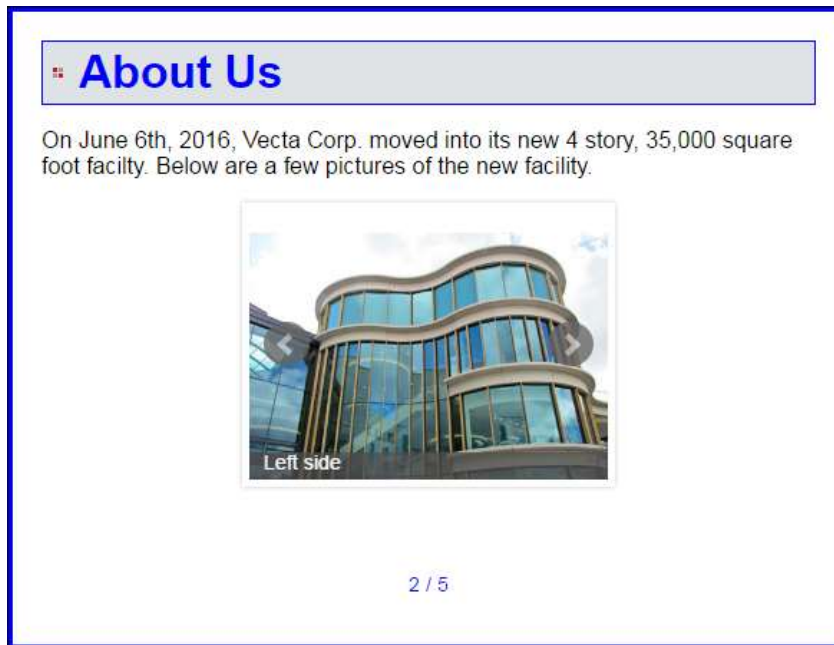 About Us
On June 6th, 2016, Vecta Corp. moved into its new 4 story, 35,000 square
foot facilty. Below are a few pictures of the new facility.
Left side
2 / 5